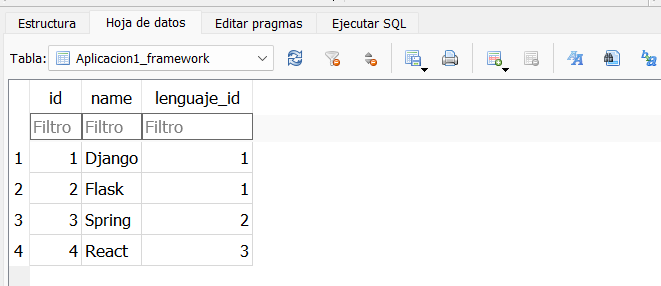 Estructura Hoja de datos Editar pragmas Ejecutar SQL
Tabla: Aplicacion1_framework
id name lenguaje_id
Filtro Filtro Filtro
1 1 Django 1
2 2 Flask 1
3 3 Spring 2
4 4 React 3